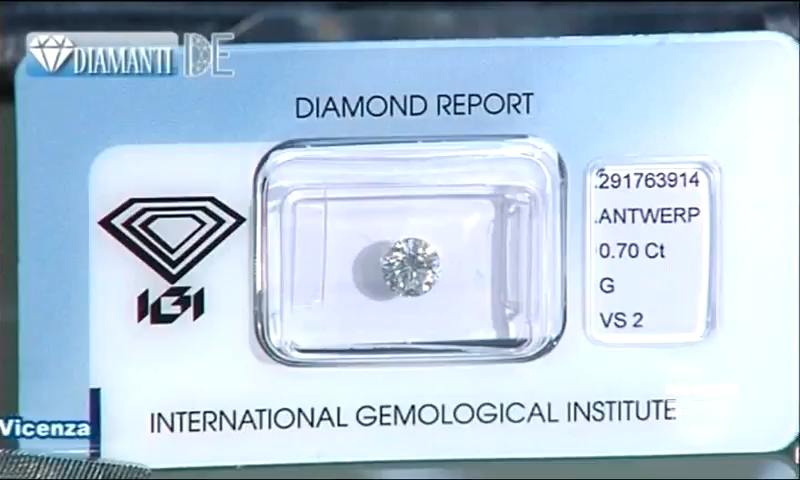 DIAMANTI DE
DIAMOND REPORT
291763914
ANTWERP
0.70 Ct
G
VS 2
IGI
INTERNATIONAL GEMOLOGICAL INSTITUTE
Vicenza